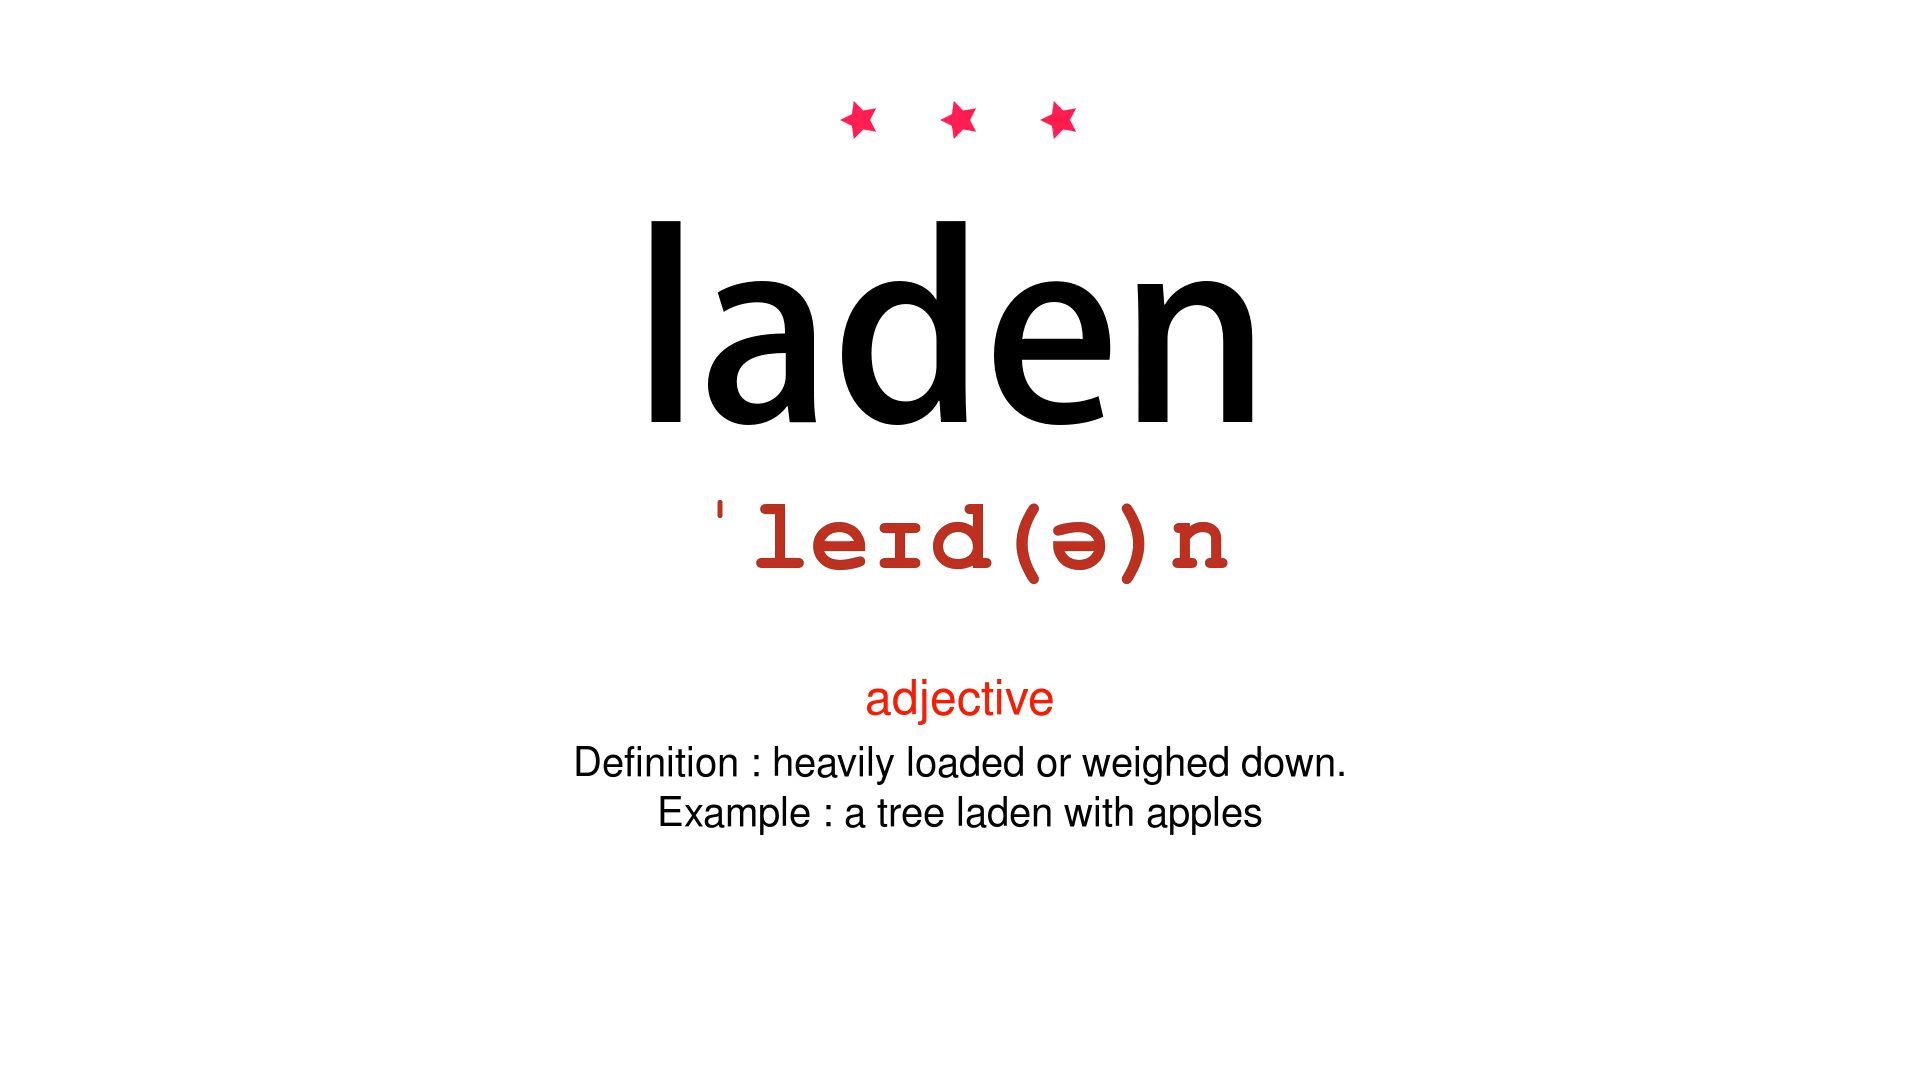 laden
ˈleɪd(ə)n
adjective
Definition : heavily loaded or weighed down.
Example : a tree laden with apples